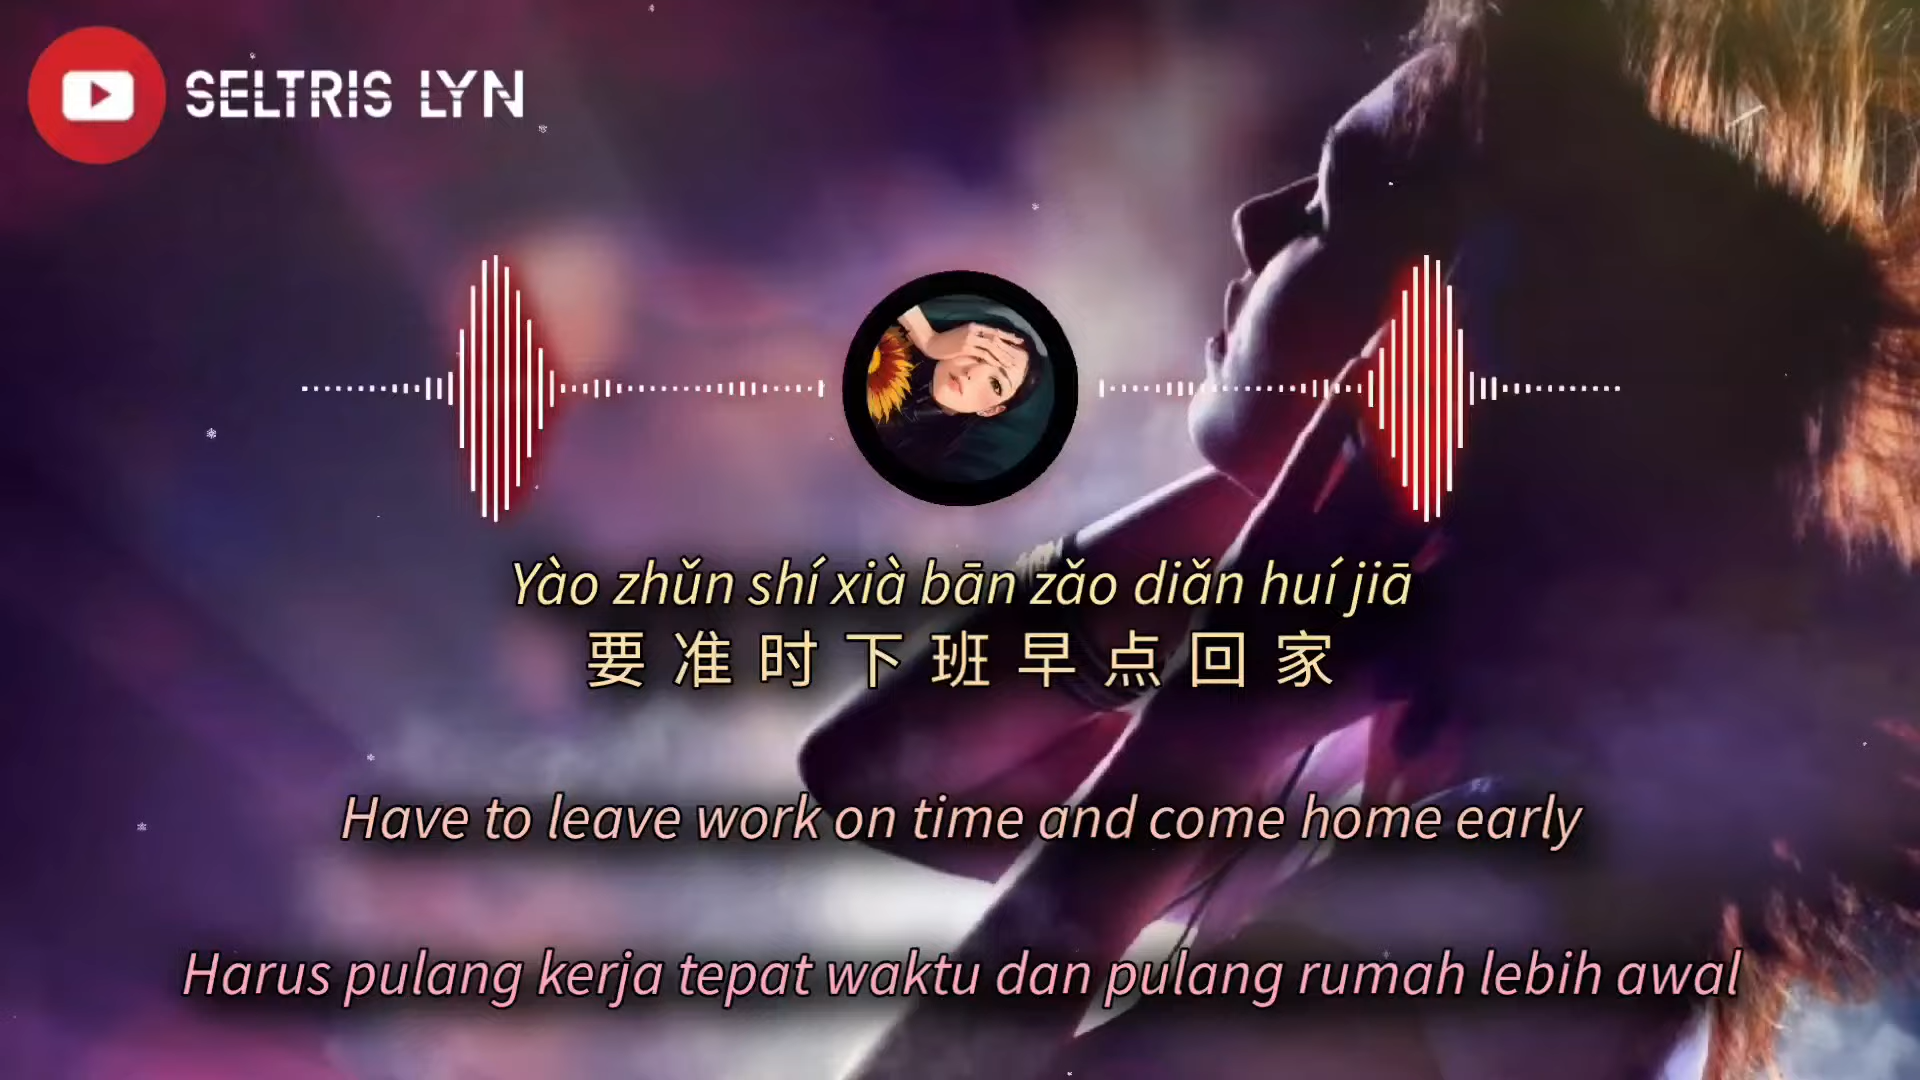 SELTRIS LYN
Yào zhǔn shí xià bān zǎo diǎn huí jiā
要准时下班早点回家
Have to leave work on time and come home early
Harus pulang kerja tepat waktu dan pulang rumah lebih awal